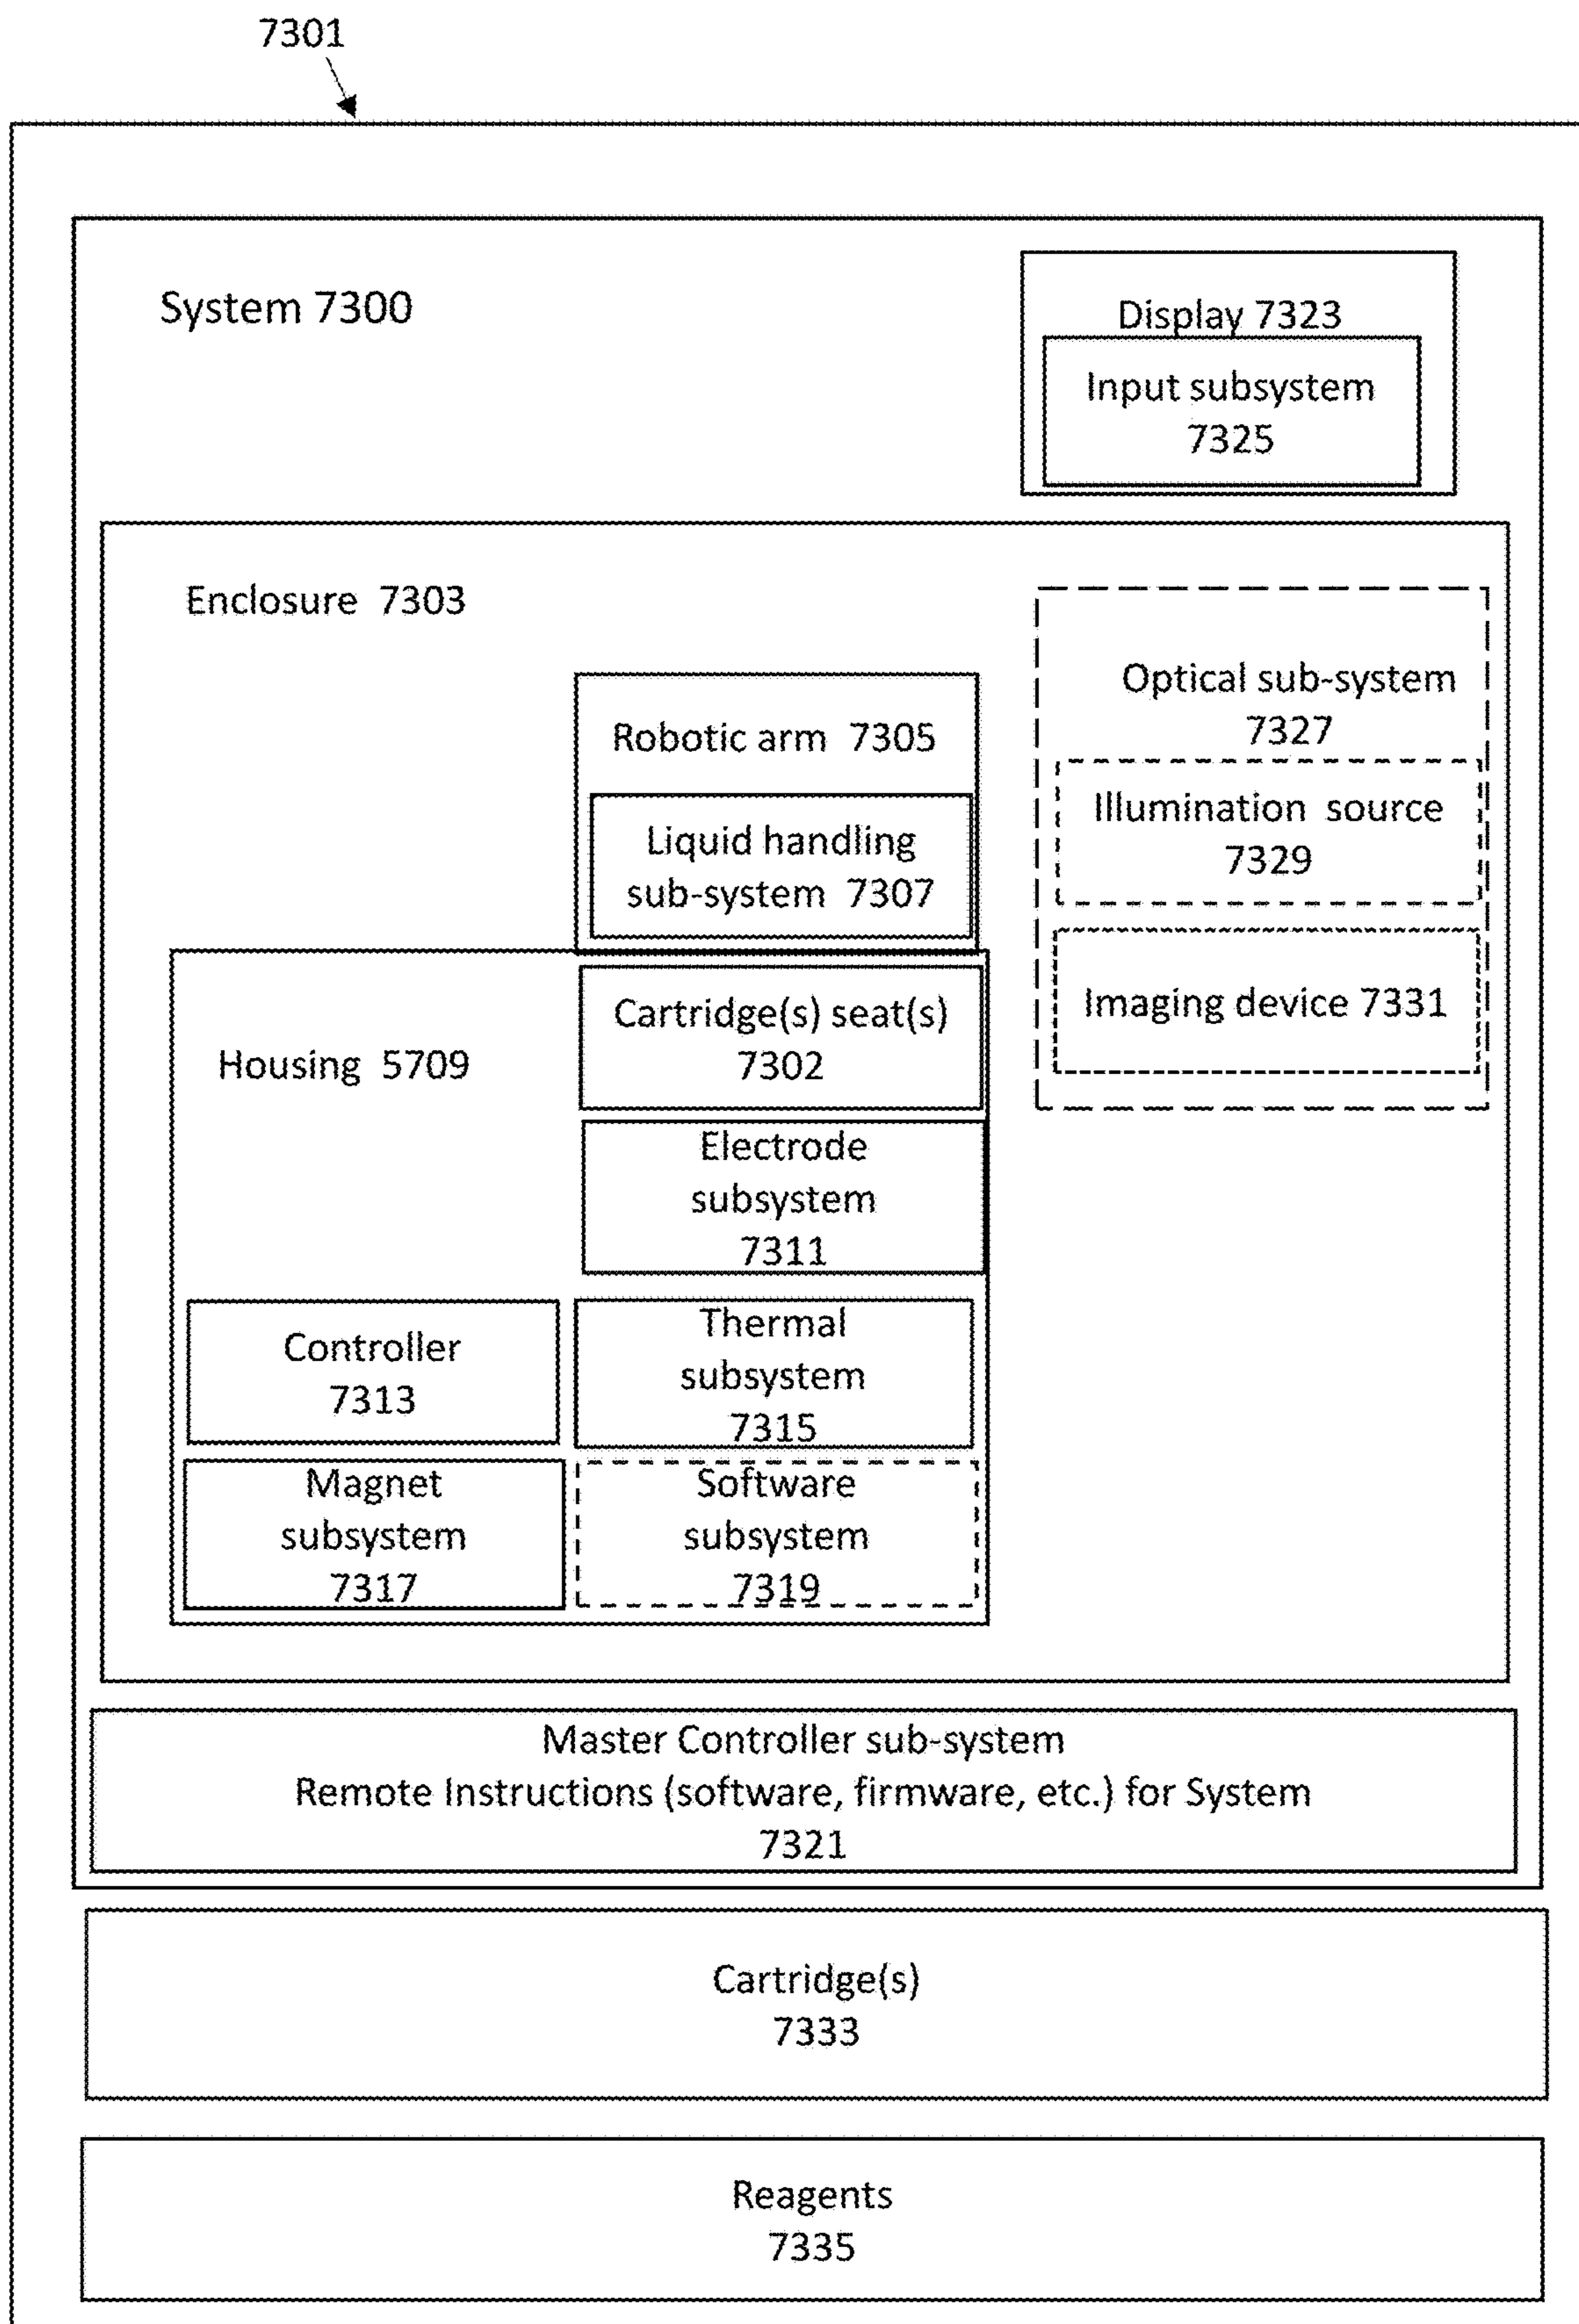 7301
System 7300
Display 7323
Input subsystem
7325
Enclosure 7303
Optical sub-system
7327
Robotic arm 7305
Illumination source
7329
Liquid handling
sub-system 7307
Imaging device 7331
Cartridge(s) seat(s)
7302
Housing 5709
Electrode
subsystem
7311
Controller
7313
Thermal
subsystem
7315
Magnet
subsystem
7317
Software
subsystem
7319
Master Controller sub-system
Remote Instructions (software, firmware, etc.) for System
7321
Cartridge(s)
7333
Reagents
7335